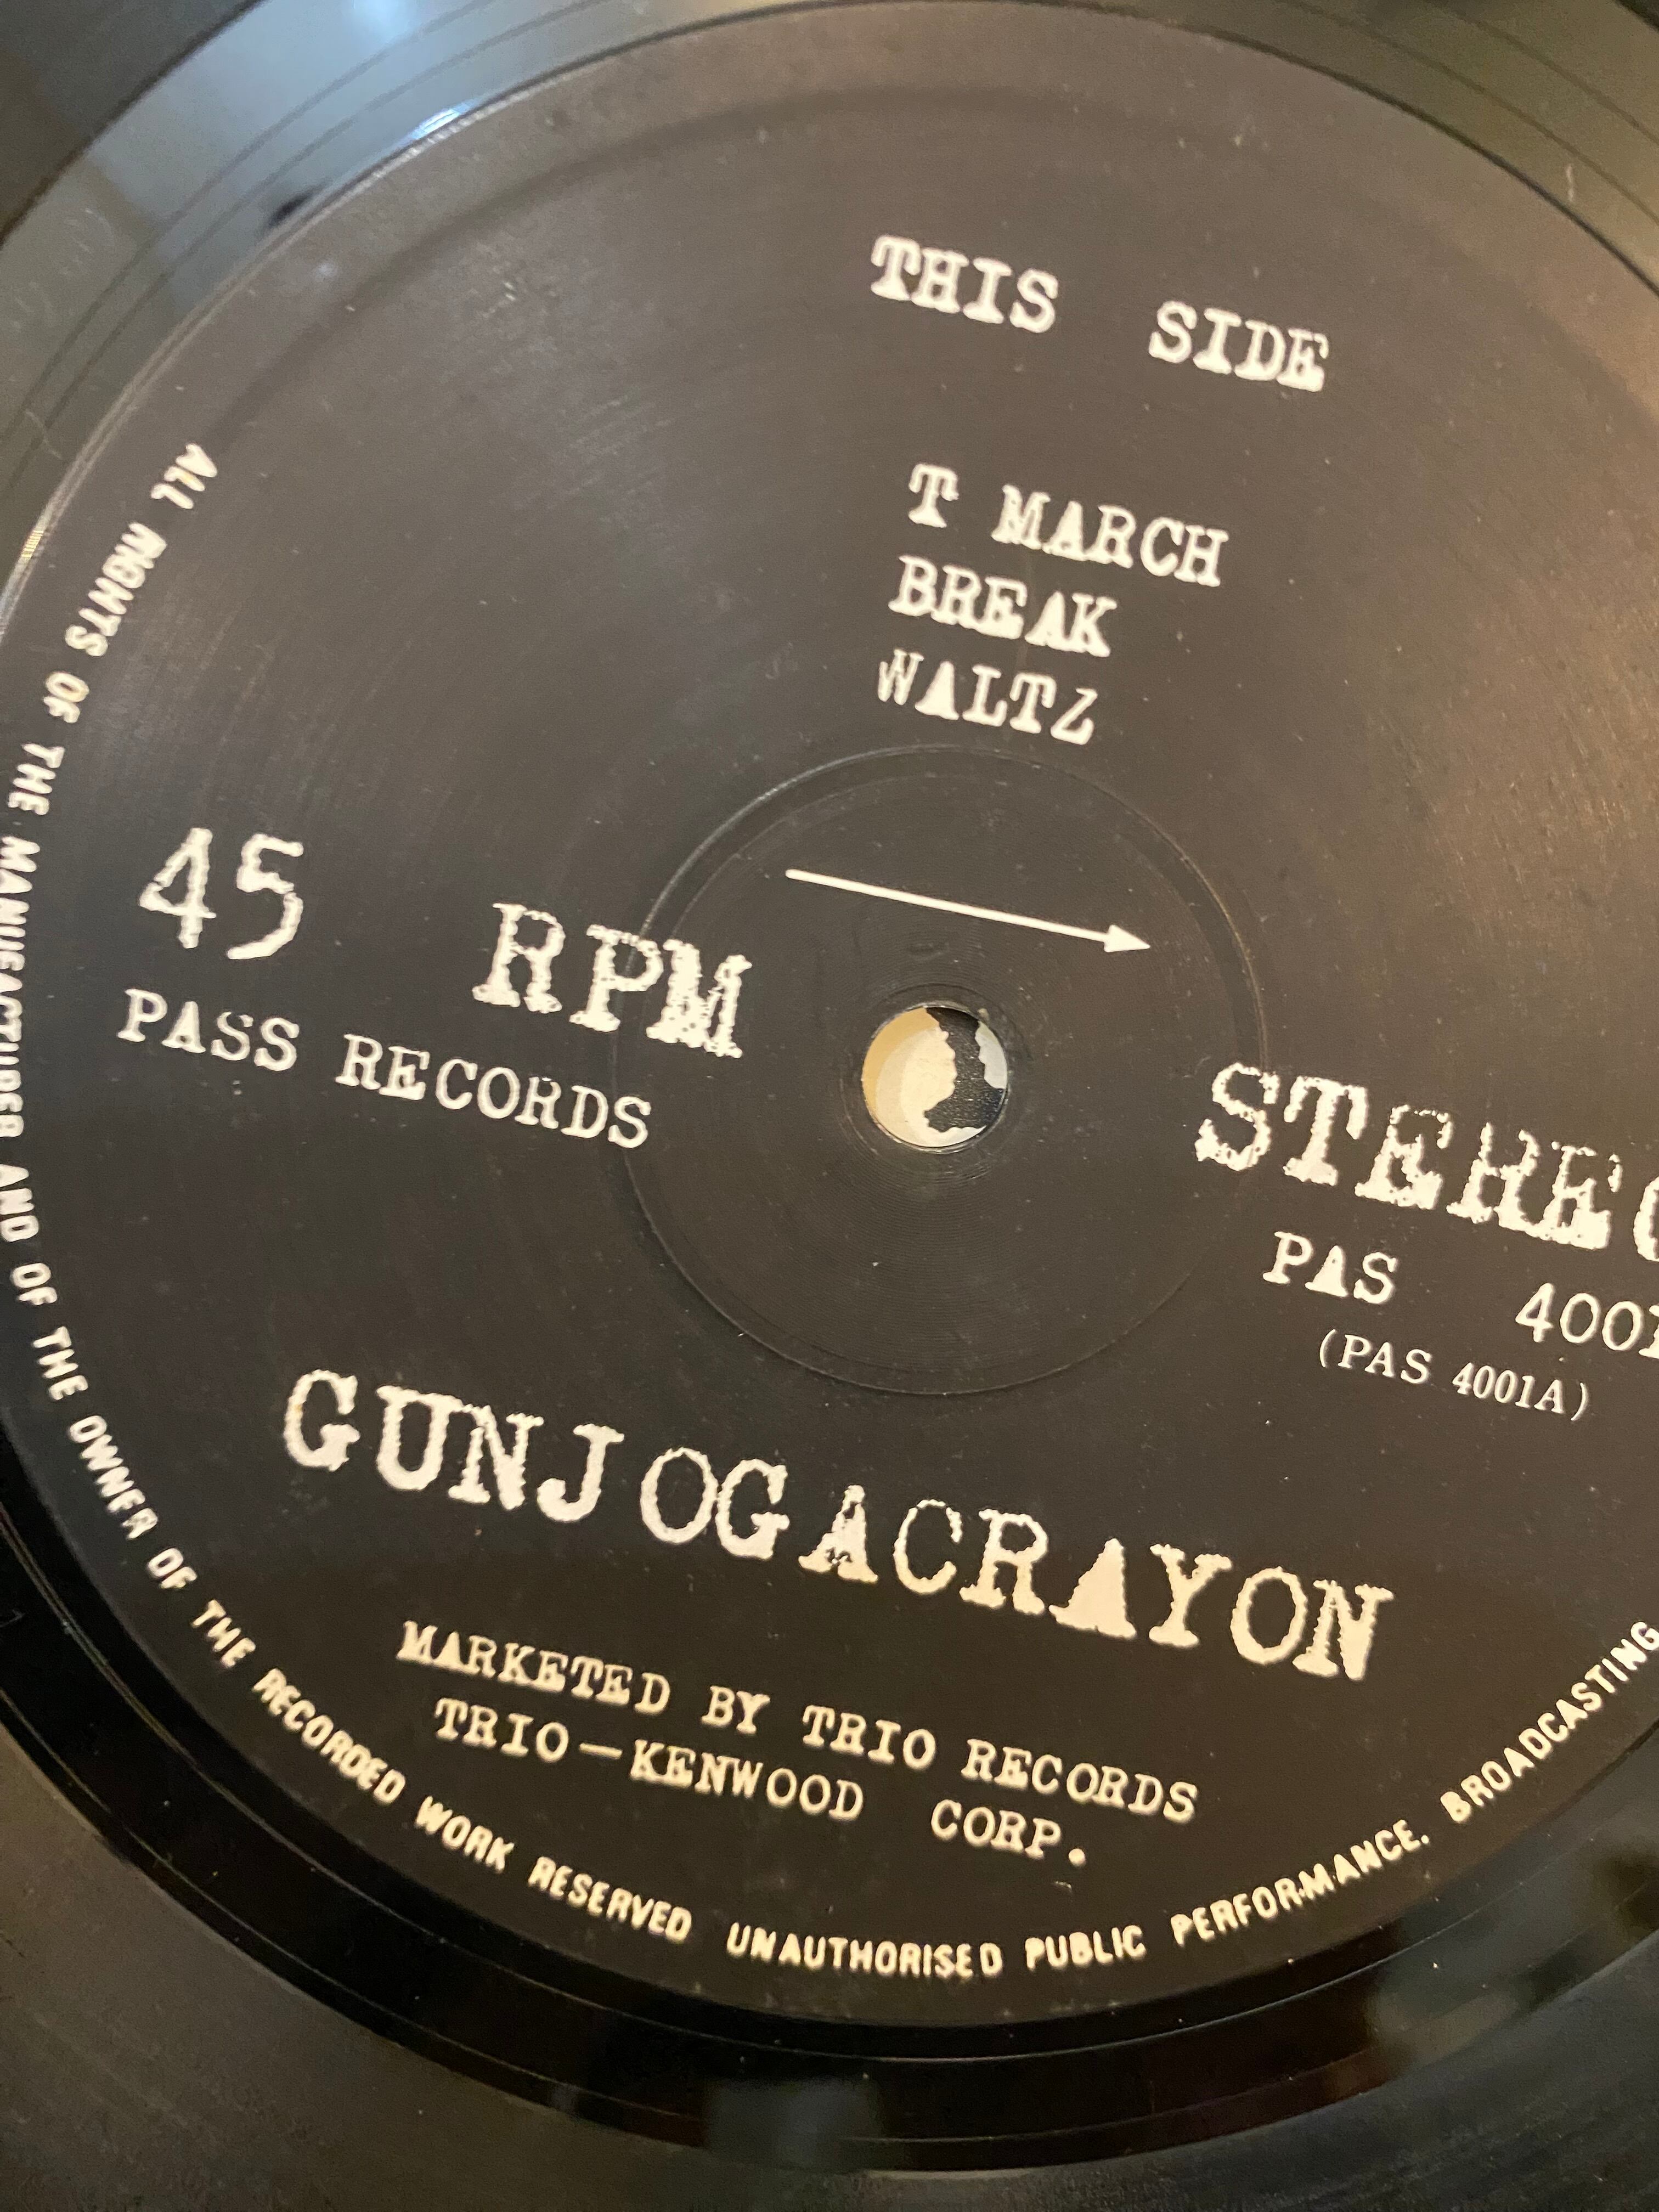 THIS SIDE
T MARCH
BREAK
WALTZ
45 RPM
PASS RECORDS
STEREO
PAS 4001
(PAS 4001A)
GUNJOGACRAYON
MARKETED BY TRIO RECORDS
TRIO—KENWOOD CORP.
ALL RIGHTS OF THE MANUFACTURER AND OF THE OWNER OF THE RECORDED WORK RESERVED UNAUTHORISED PUBLIC PERFORMANCE. BROADCASTING